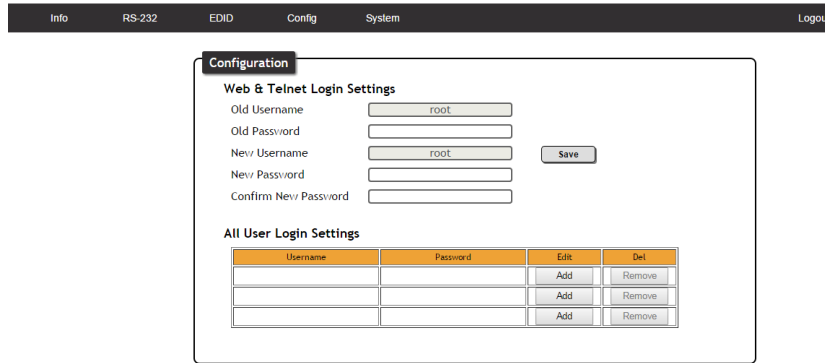 Info RS-232 EDID Config System Logou
Configuration
Web & Telnet Login Settings
Old Username root
Old Password
New Username root Save
New Password
Confirm New Password
All User Login Settings
Username Password Edit Del
Add Remove
Add Remove
Add Remove